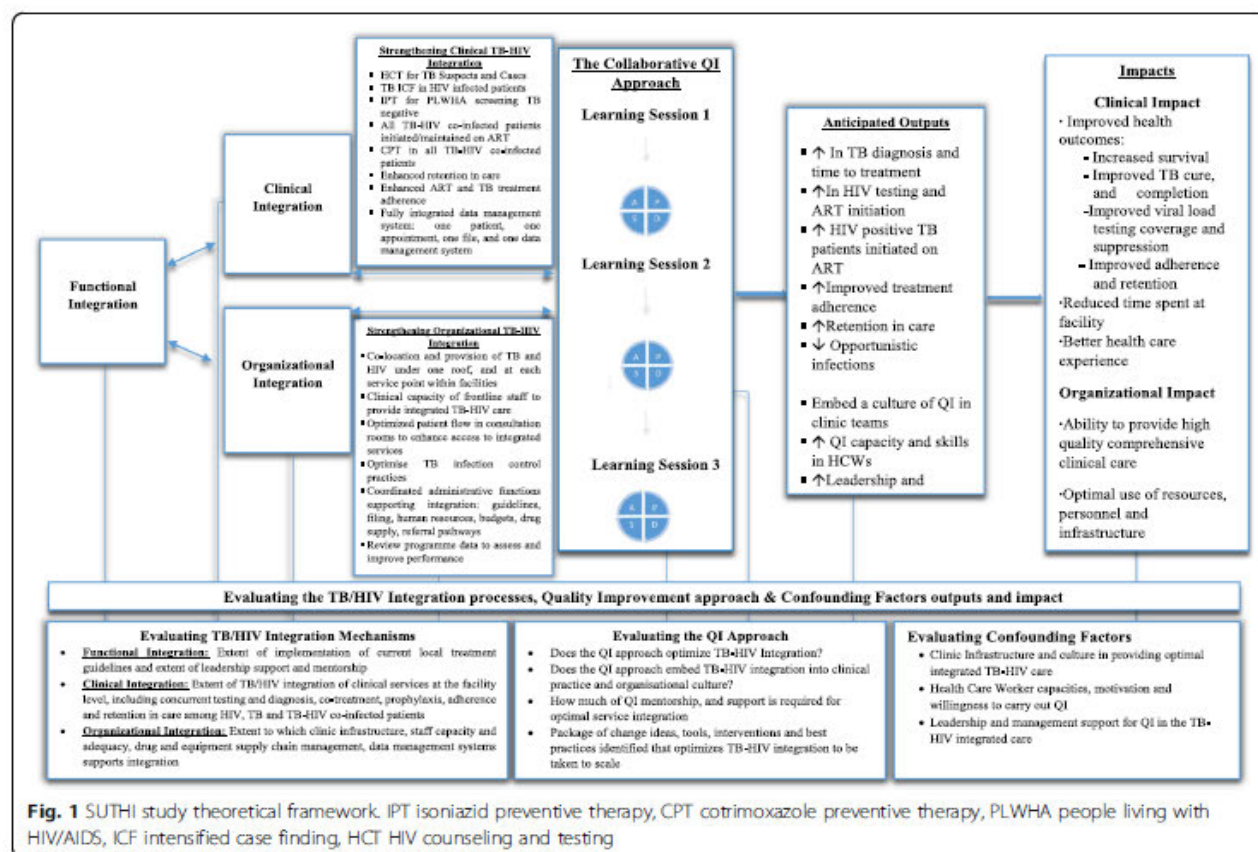 Functional
Integration
Clinical
Integration
Organizational
Integration
Strengthening Clinical TB-HIV
Integration
▪ HCT for TB Suspects and Cases
▪ TB ICF in HIV infected patients
▪ IPT for PLWHA screening TB
negative
▪ All TB-HIV co-infected patients
initiated/maintained on ART
▪ CPT in all TB-HIV co-infected
patients
▪ Enhanced retention in care
▪ Enhanced ART and TB treatment
adherence
▪ Fully integrated data management
system: one patient, one
appointment, one file, and one data
management system
Strengthening Organizational TB-HIV
Integration
▪ Co-location and provision of TB and
HIV under one roof, and at each
service point within facilities
▪ Clinical capacity of frontline staff to
provide integrated TB-HIV care
▪ Optimized patient flow in consultation
rooms to enhance access to integrated
services
▪ Optimise TB infection control
practices
▪ Coordinated administrative functions
supporting integration: guidelines,
filing, human resources, budgets, drug
supply, referral pathways
▪ Review programme data to assess and
improve performance
The Collaborative QI
Approach
Learning Session 1
A P
S D
Learning Session 2
A P
S D
Learning Session 3
A P
S D
Anticipated Outputs
▪ ↑ In TB diagnosis and
time to treatment
▪ ↑In HIV testing and
ART initiation
▪ ↑ HIV positive TB
patients initiated on
ART
▪ ↑Improved treatment
adherence
▪ ↑Retention in care
▪ ↓ Opportunistic
infections
Embed a culture of QI in
clinic teams
▪ ↑ QI capacity and skills
in HCWs
▪ ↑Leadership and
Impacts
Clinical Impact
· Improved health
outcomes:
- Increased survival
- Improved TB cure,
and completion
-Improved viral load
testing coverage and
suppression
- Improved adherence
and retention
·Reduced time spent at
facility
·Better health care
experience
Organizational Impact
·Ability to provide high
quality comprehensive
clinical care
·Optimal use of resources,
personnel and
infrastructure
Evaluating the TB/HIV Integration processes, Quality Improvement approach & Confounding Factors outputs and impact
Evaluating TB/HIV Integration Mechanisms
• Functional Integration: Extent of implementation of current local treatment
guidelines and extent of leadership support and mentorship
• Clinical Integration: Extent of TB/HIV integration of clinical services at the facility
level, including concurrent testing and diagnosis, co-treatment, prophylaxis, adherence
and retention in care among HIV, TB and TB-HIV co-infected patients
• Organizational Integration: Extent to which clinic infrastructure, staff capacity and
adequacy, drug and equipment supply chain management, data management systems
supports integration
Evaluating the QI Approach
• Does the QI approach optimize TB-HIV Integration?
• Does the QI approach embed TB-HIV integration into clinical
practice and organisational culture?
• How much of QI mentorship, and support is required for
optimal service integration
• Package of change ideas, tools, interventions and best
practices identified that optimizes TB-HIV integration to be
taken to scale
Evaluating Confounding Factors
• Clinic Infrastructure and culture in providing optimal
integrated TB-HIV care
• Health Care Worker capacities, motivation and
willingness to carry out QI
• Leadership and management support for QI in the TB-
HIV integrated care
Fig. 1 SUTHI study theoretical framework. IPT isoniazid preventive therapy, CPT cotrimoxazole preventive therapy, PLWHA people living with
HIV/AIDS, ICF intensified case finding, HCT HIV counseling and testing